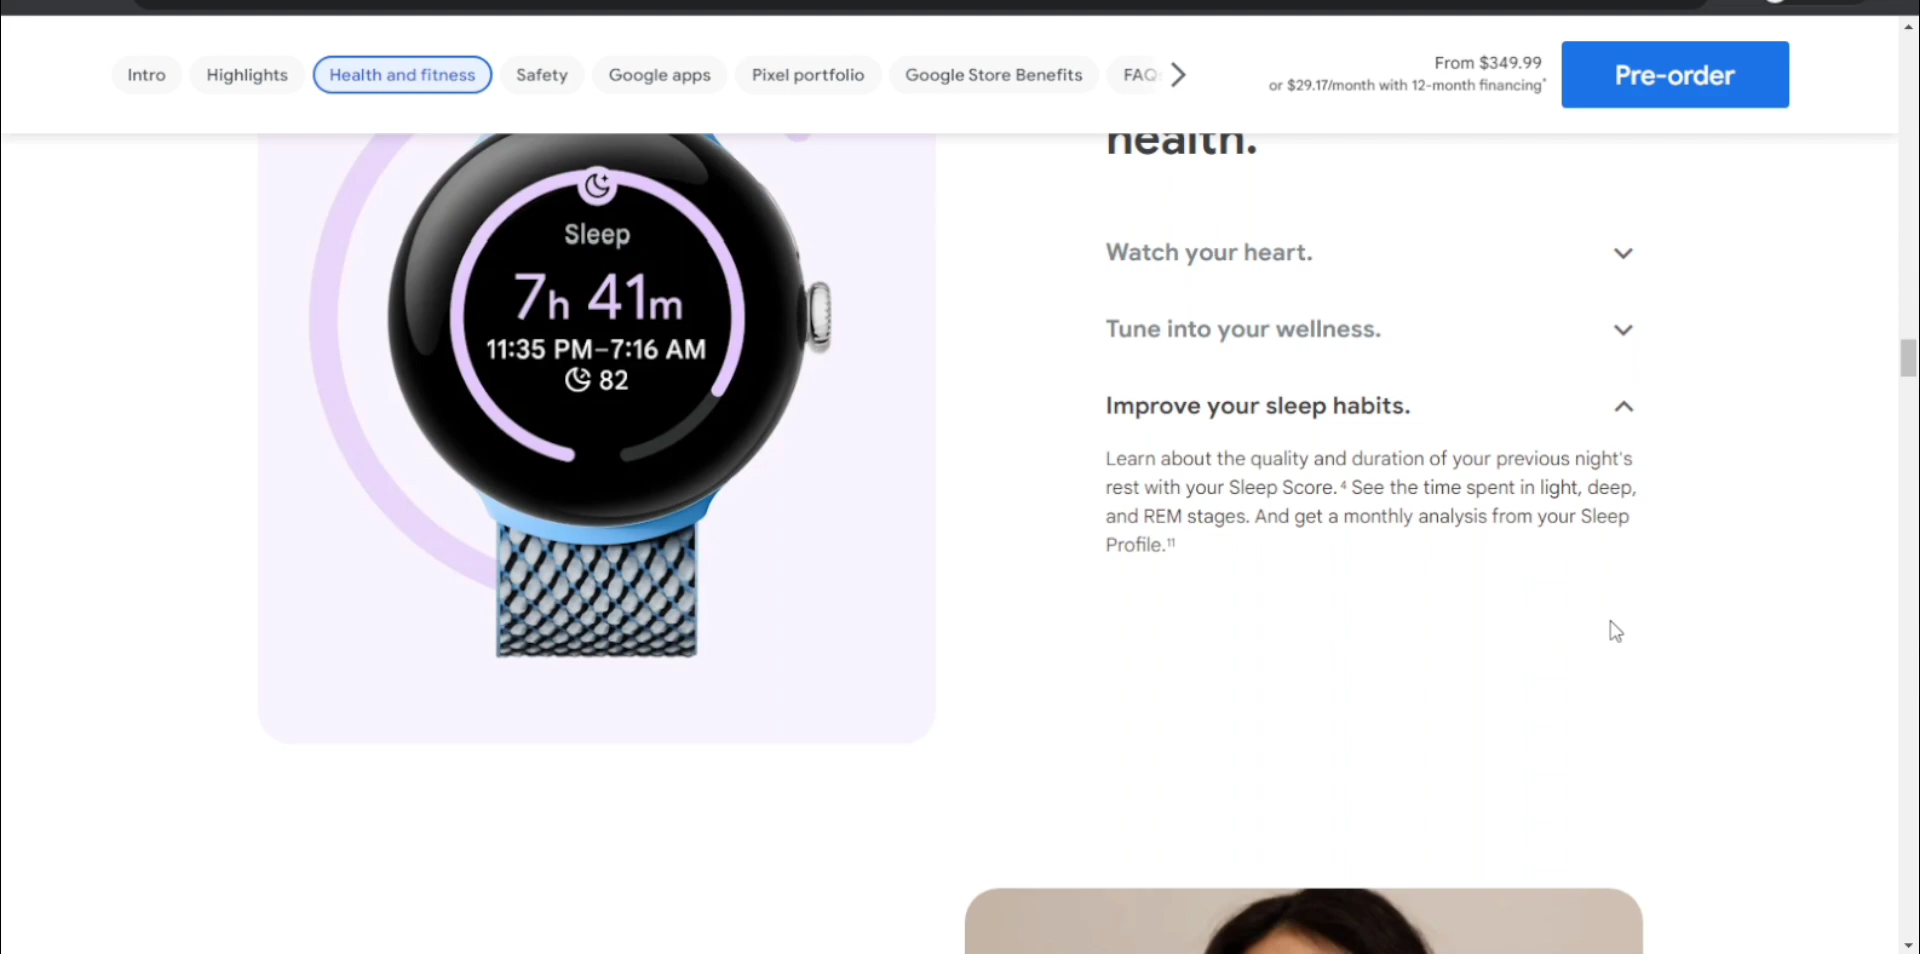 Intro
Highlights
Health and fitness
Safety
Google apps
Pixel portfolio
Google Store Benefits
FAQ
From $349.99
or $29.17/month with 12-month financing*
Pre-order
health.
Sleep
7h 41m
11:35 PM–7:16 AM
82
Watch your heart.
Tune into your wellness.
Improve your sleep habits.
Learn about the quality and duration of your previous night's
rest with your Sleep Score.⁴ See the time spent in light, deep,
and REM stages. And get a monthly analysis from your Sleep
Profile.¹¹